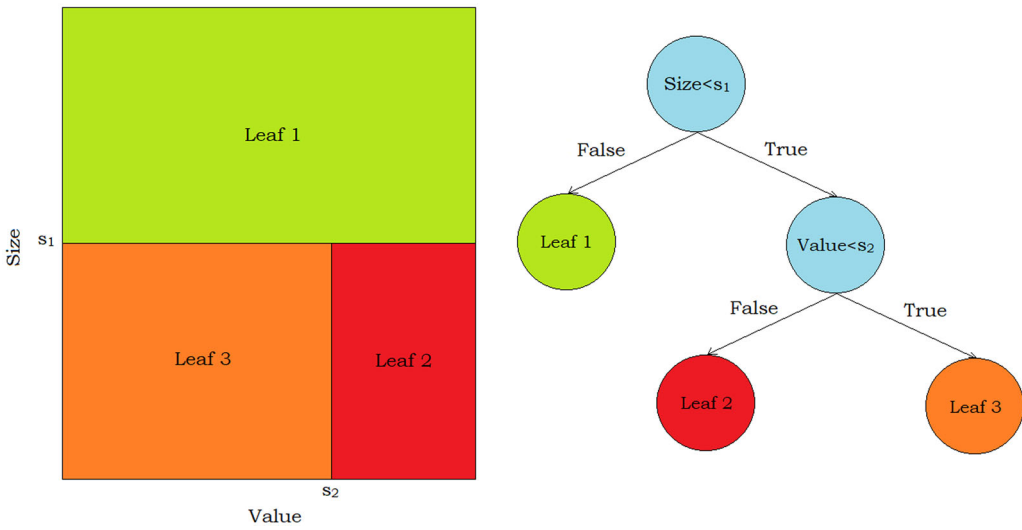 Leaf 1
s₁
Size
Leaf 3
Leaf 2
s₂
Value
Size<s₁
False
True
Leaf 1
Value<s₂
False
True
Leaf 2
Leaf 3